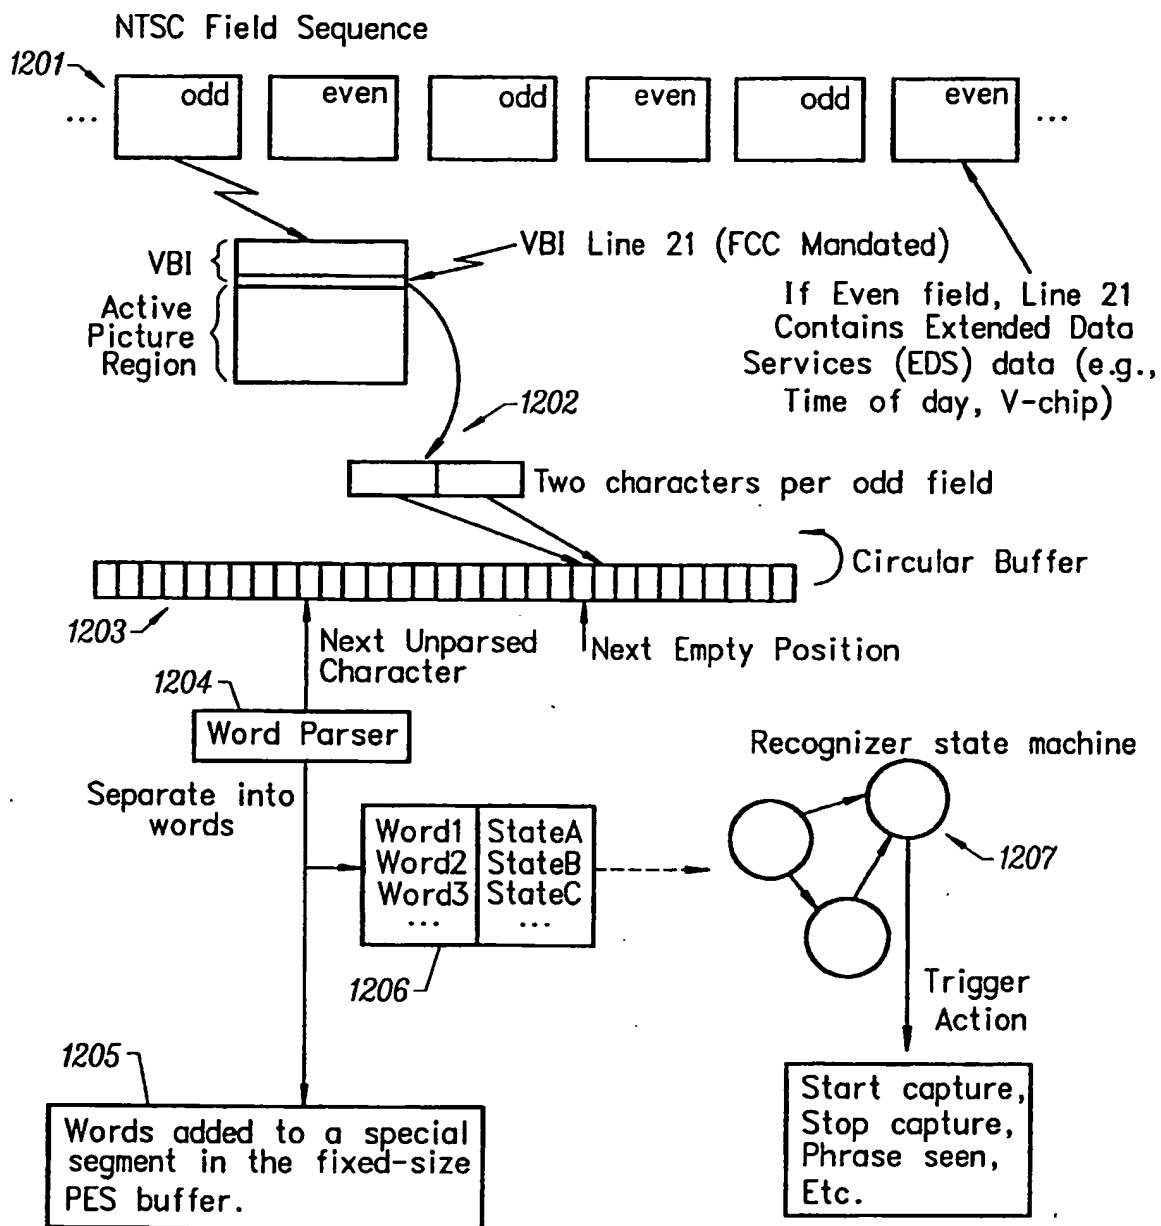 NTSC Field Sequence
1201
... odd even odd even odd even ...
VBI
VBI Line 21 (FCC Mandated)
Active
Picture
Region
If Even field, Line 21
Contains Extended Data
Services (EDS) data (e.g.,
Time of day, V-chip)
1202
Two characters per odd field
Circular Buffer
1203
Next Unparsed
Character
Next Empty Position
1204
Word Parser
Separate into
words
Recognizer state machine
Word1 StateA
Word2 StateB
Word3 StateC
... ...
1206
1207
Trigger
Action
1205
Words added to a special
segment in the fixed-size
PES buffer.
Start capture,
Stop capture,
Phrase seen,
Etc.